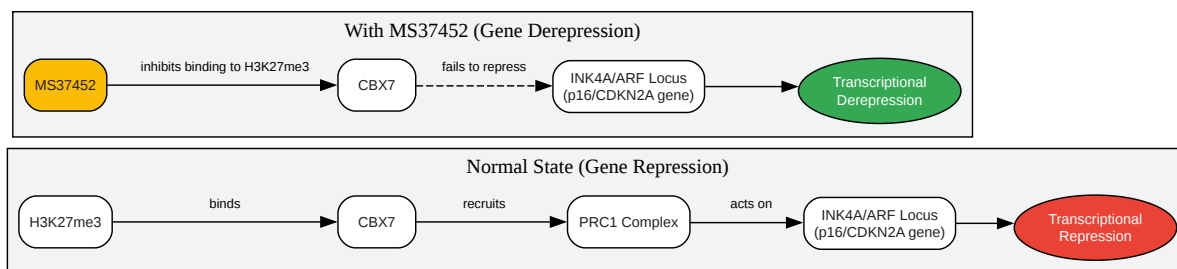 With MS37452 (Gene Derepression)
MS37452
inhibits binding to H3K27me3
CBX7
fails to repress
INK4A/ARF Locus
(p16/CDKN2A gene)
Transcriptional
Derepression
Normal State (Gene Repression)
H3K27me3
binds
CBX7
recruits
PRC1 Complex
acts on
INK4A/ARF Locus
(p16/CDKN2A gene)
Transcriptional
Repression